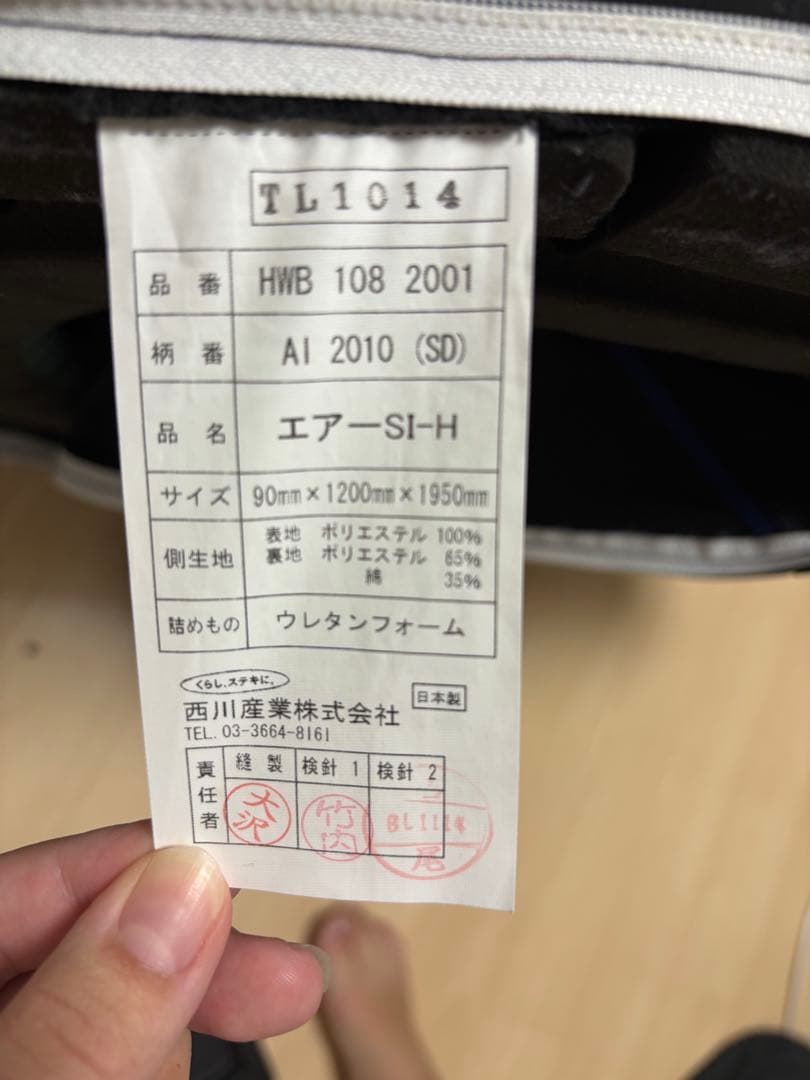 TL1014
品番 HWB 108 2001
柄番 AI 2010 (SD)
品名 エアーSI-H
サイズ 90mm×1200mm×1950mm
側生地 表地 ポリエステル 100%
裏地 ポリエステル 65%
綿 35%
詰めもの ウレタンフォーム
くらし、ステキに。
西川産業株式会社 日本製
TEL. 03-3664-8161
責任者 縫製 検針1 検針2
大沢 竹内 BL1114
尾